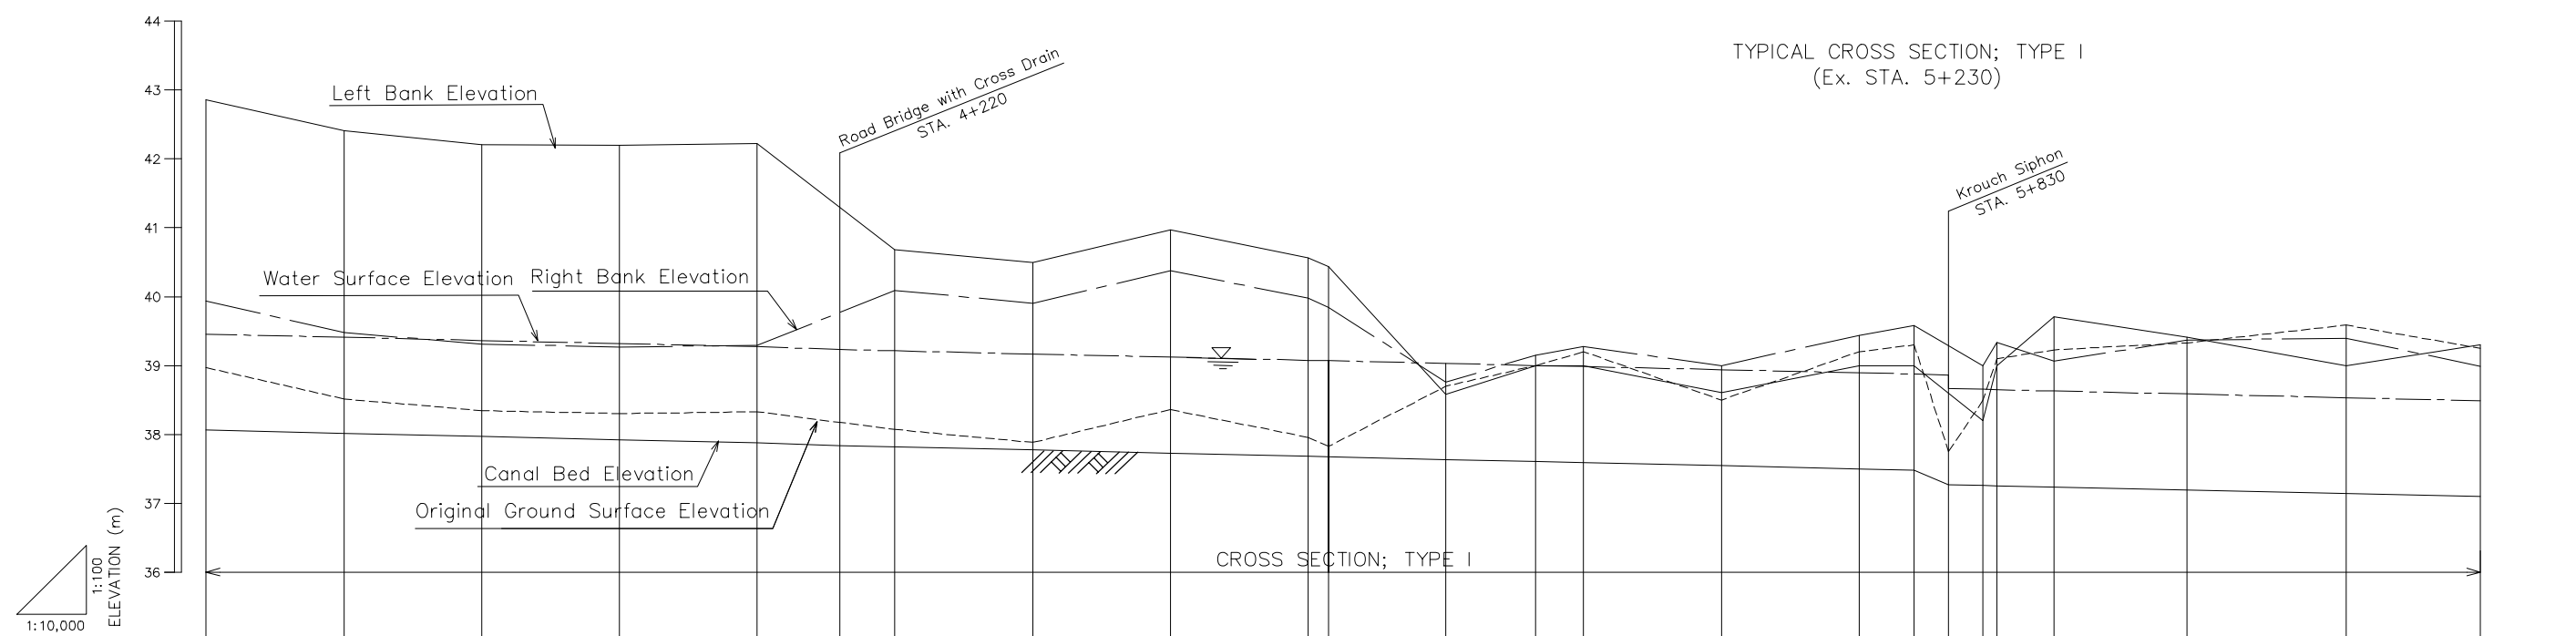 44
TYPICAL CROSS SECTION; TYPE I
(Ex. STA. 5+230)
43
Left Bank Elevation
Road Bridge with Cross Drain
STA. 4+220
42
Krouch Siphon
STA. 5+830
41
Water Surface Elevation
Right Bank Elevation
40
39
38
Canal Bed Elevation
37
Original Ground Surface Elevation
CROSS SECTION; TYPE I
36
ELEVATION (m)
1:100
1:10,000